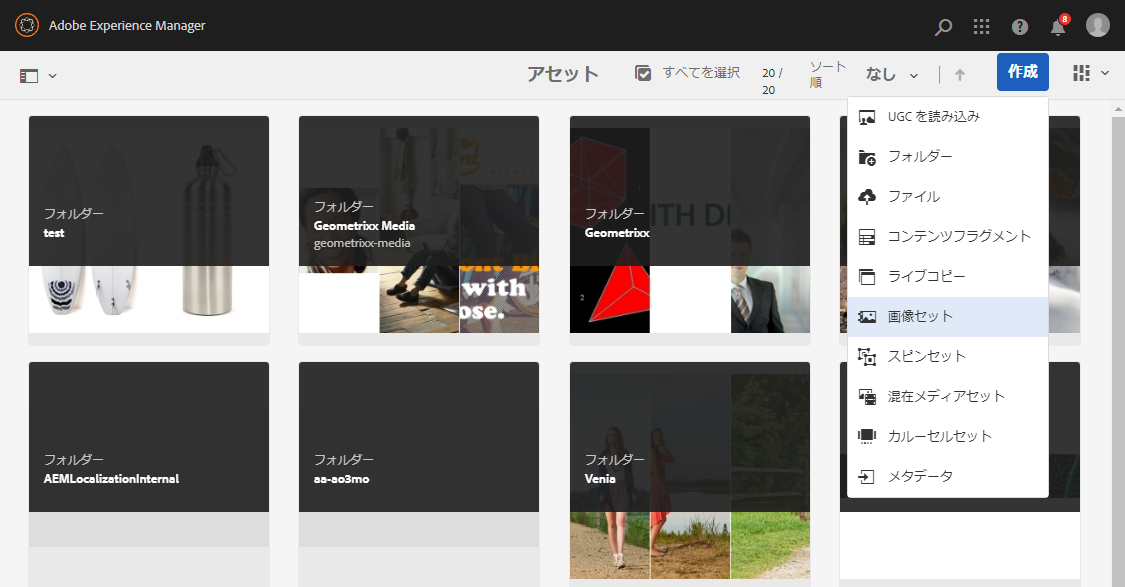 Adobe Experience Manager
8
アセット
すべてを選択
20 /
20
ソート
順
なし
作成
UGC を読み込み
フォルダー
ファイル
コンテンツフラグメント
ライブコピー
画像セット
スピンセット
混在メディアセット
カルーセルセット
メタデータ
フォルダー
test
フォルダー
Geometrixx Media
geometrixx-media
with
ose.
フォルダー
Geometrixx
ITH DI
2
フォルダー
AEMLocalizationInternal
フォルダー
aa-ao3mo
フォルダー
Venia